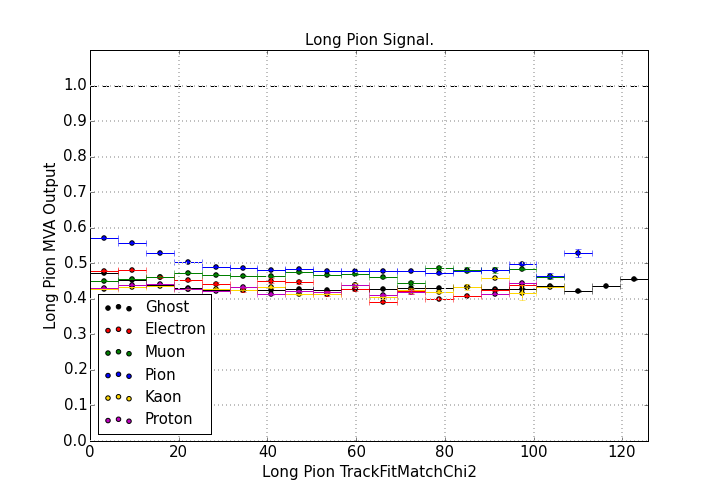 Long Pion Signal.
Long Pion MVA Output
1.0
0.9
0.8
0.7
0.6
0.5
0.4
0.3
0.2
0.1
0.0
Ghost
Electron
Muon
Pion
Kaon
Proton
0 20 40 60 80 100 120
Long Pion TrackFitMatchChi2